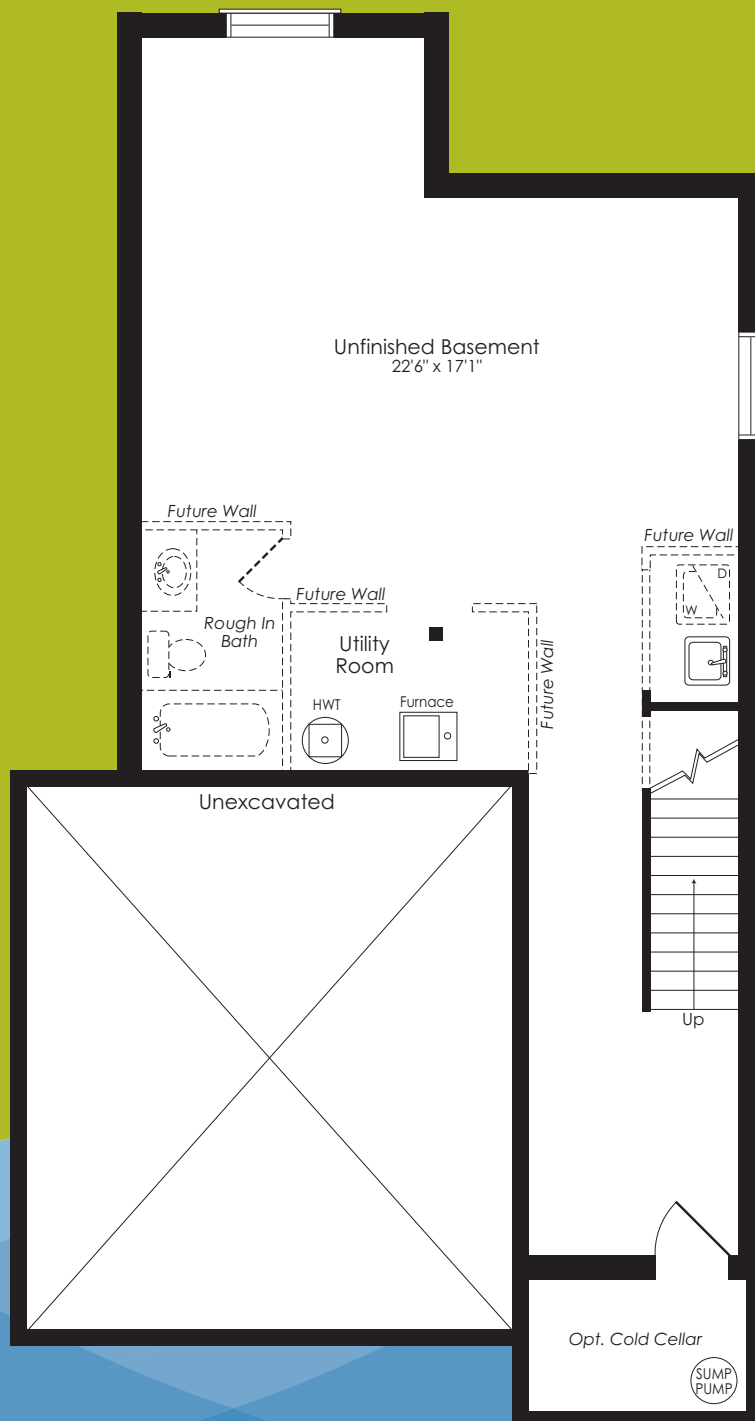 Unfinished Basement
22'6" x 17'1"
Future Wall
Future Wall
D
W
Future Wall
Rough In
Bath
Utility
Room
Future Wall
HWT
Furnace
Unexcavated
Up
Opt. Cold Cellar
SUMP
PUMP